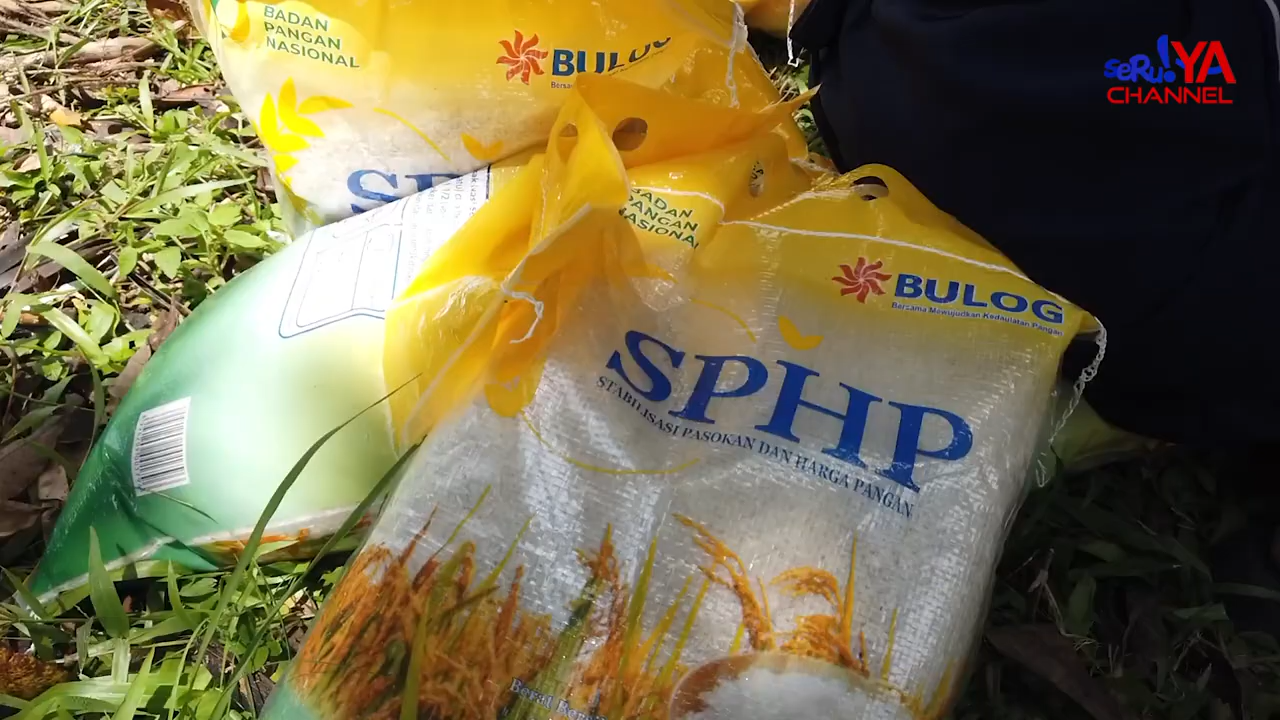 BADAN
PANGAN
NASIONAL
BULOG
seRu!YA
CHANNEL
BADAN
PANGAN
NASIONAL
BULOG
Bersama Mewujudkan Kedaulatan Pangan
SPHP
STABILISASI PASOKAN DAN HARGA PANGAN